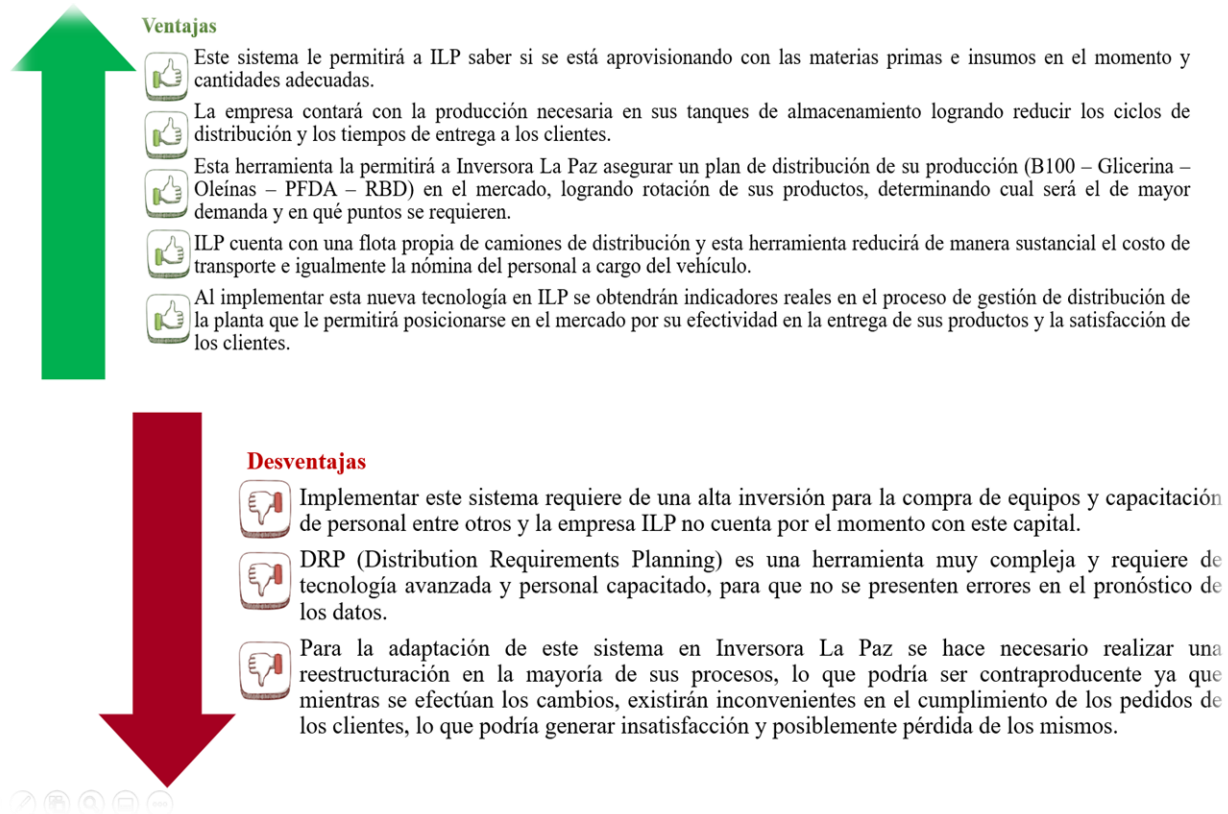 Ventajas
Este sistema le permitirá a ILP saber si se está aprovisionando con las materias primas e insumos en el momento y
cantidades adecuadas.
La empresa contará con la producción necesaria en sus tanques de almacenamiento logrando reducir los ciclos de
distribución y los tiempos de entrega a los clientes.
Esta herramienta la permitirá a Inversora La Paz asegurar un plan de distribución de su producción (B100 – Glicerina –
Oleínas – PFDA – RBD) en el mercado, logrando rotación de sus productos, determinando cual será el de mayor
demanda y en qué puntos se requieren.
ILP cuenta con una flota propia de camiones de distribución y esta herramienta reducirá de manera sustancial el costo de
transporte e igualmente la nómina del personal a cargo del vehículo.
Al implementar esta nueva tecnología en ILP se obtendrán indicadores reales en el proceso de gestión de distribución de
la planta que le permitirá posicionarse en el mercado por su efectividad en la entrega de sus productos y la satisfacción de
los clientes.
Desventajas
Implementar este sistema requiere de una alta inversión para la compra de equipos y capacitación
de personal entre otros y la empresa ILP no cuenta por el momento con este capital.
DRP (Distribution Requirements Planning) es una herramienta muy compleja y requiere de
tecnología avanzada y personal capacitado, para que no se presenten errores en el pronóstico de
los datos.
Para la adaptación de este sistema en Inversora La Paz se hace necesario realizar una
reestructuración en la mayoría de sus procesos, lo que podría ser contraproducente ya que
mientras se efectúan los cambios, existirán inconvenientes en el cumplimiento de los pedidos de
los clientes, lo que podría generar insatisfacción y posiblemente pérdida de los mismos.